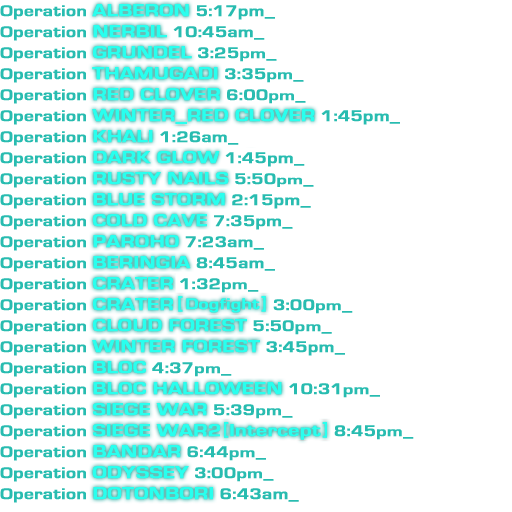 Operation ALBERON 5:17pm_
Operation NERBIL 10:45am_
Operation GRUNDEL 3:25pm_
Operation THAMUGADI 3:35pm_
Operation RED CLOVER 6:00pm_
Operation WINTER_RED CLOVER 1:45pm_
Operation KHALI 1:26am_
Operation DARK GLOW 1:45pm_
Operation RUSTY NAILS 5:50pm_
Operation BLUE STORM 2:15pm_
Operation COLD CAVE 7:35pm_
Operation PAROHO 7:23am_
Operation BERINGIA 8:45am_
Operation CRATER 1:32pm_
Operation CRATER [Dogfight] 3:00pm_
Operation CLOUD FOREST 5:50pm_
Operation WINTER FOREST 3:45pm_
Operation BLOC 4:37pm_
Operation BLOC HALLOWEEN 10:31pm_
Operation SIEGE WAR 5:39pm_
Operation SIEGE WAR2 [Intercept] 8:45pm_
Operation BANDAR 6:44pm_
Operation ODYSSEY 3:00pm_
Operation DOTONBORI 6:43am_